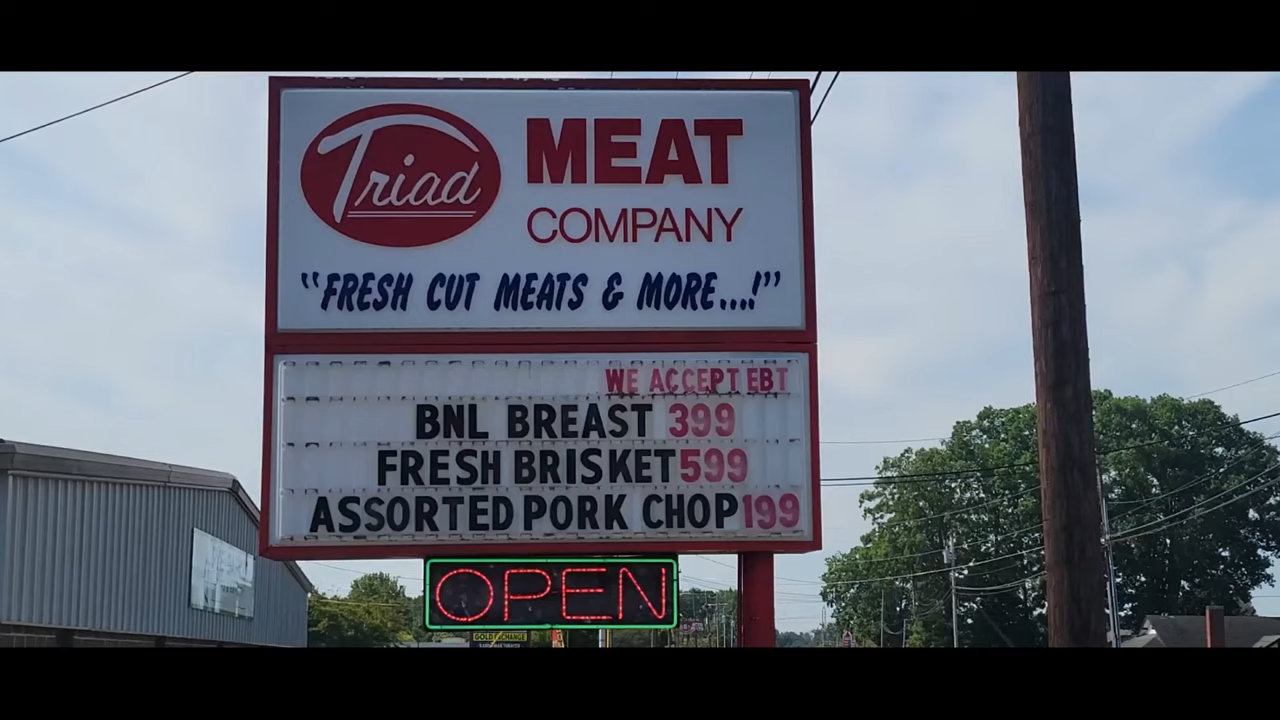 Triad
MEAT
COMPANY
"FRESH CUT MEATS & MORE....!"
WE ACCEPT EBT
BNL BREAST 399
FRESH BRISKET 599
ASSORTED PORK CHOP 199
OPEN
GOLD EXCHANGE